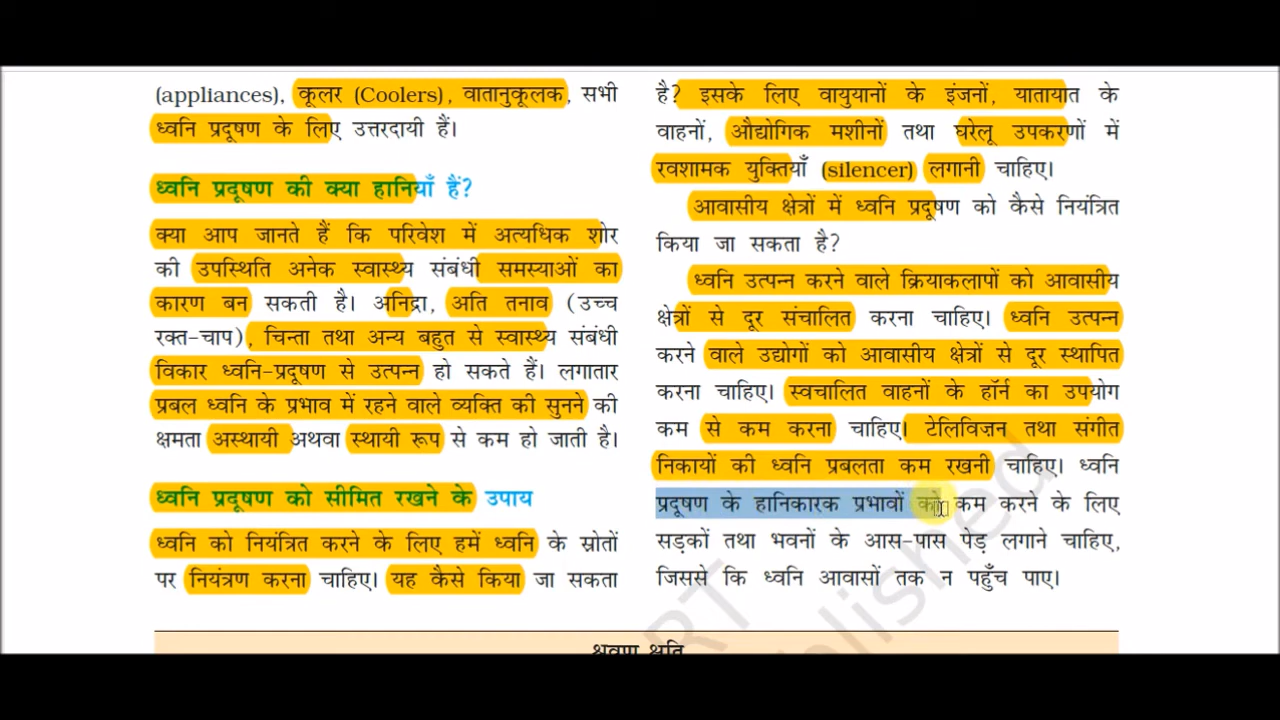 (appliances), कूलर (Coolers), वातानुकूलक, सभी
ध्वनि प्रदूषण के लिए उत्तरदायी हैं।
ध्वनि प्रदूषण की क्या हानियाँ हैं?
क्या आप जानते हैं कि परिवेश में अत्यधिक शोर
की उपस्थिति अनेक स्वास्थ्य संबंधी समस्याओं का
कारण बन सकती है। अनिद्रा, अति तनाव (उच्च
रक्त-चाप), चिन्ता तथा अन्य बहुत से स्वास्थ्य संबंधी
विकार ध्वनि-प्रदूषण से उत्पन्न हो सकते हैं। लगातार
प्रबल ध्वनि के प्रभाव में रहने वाले व्यक्ति की सुनने की
क्षमता अस्थायी अथवा स्थायी रूप से कम हो जाती है।
ध्वनि प्रदूषण को सीमित रखने के उपाय
ध्वनि को नियंत्रित करने के लिए हमें ध्वनि के स्रोतों
पर नियंत्रण करना चाहिए। यह कैसे किया जा सकता
है? इसके लिए वायुयानों के इंजनों, यातायात के
वाहनों, औद्योगिक मशीनों तथा घरेलू उपकरणों में
रवशामक युक्तियाँ (silencer) लगानी चाहिए।
आवासीय क्षेत्रों में ध्वनि प्रदूषण को कैसे नियंत्रित
किया जा सकता है?
ध्वनि उत्पन्न करने वाले क्रियाकलापों को आवासीय
क्षेत्रों से दूर संचालित करना चाहिए। ध्वनि उत्पन्न
करने वाले उद्योगों को आवासीय क्षेत्रों से दूर स्थापित
करना चाहिए। स्वचालित वाहनों के हॉर्न का उपयोग
कम से कम करना चाहिए। टेलिविजन तथा संगीत
निकायों की ध्वनि प्रबलता कम रखनी चाहिए। ध्वनि
प्रदूषण के हानिकारक प्रभावों को कम करने के लिए
सड़कों तथा भवनों के आस-पास पेड़ लगाने चाहिए,
जिससे कि ध्वनि आवासों तक न पहुँच पाए।
श्रवण क्षति